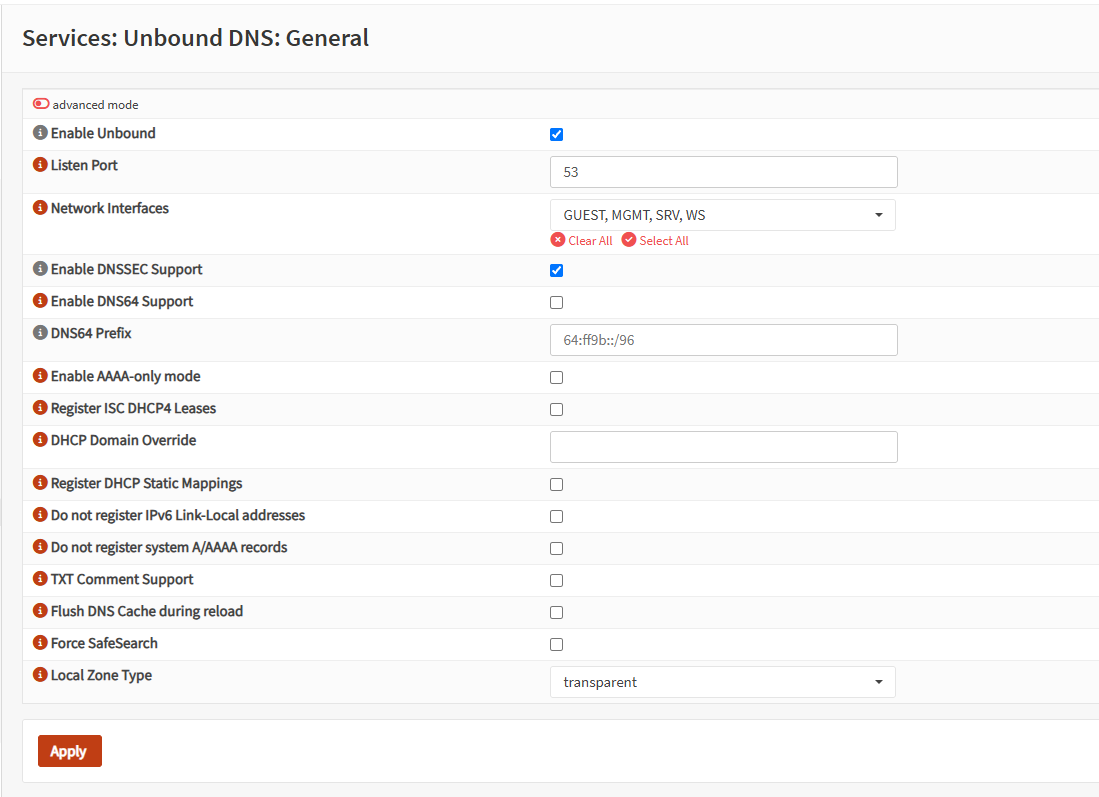 Services: Unbound DNS: General
advanced mode
Enable Unbound
Listen Port
53
Network Interfaces
GUEST, MGMT, SRV, WS
Clear All Select All
Enable DNSSEC Support
Enable DNS64 Support
DNS64 Prefix
64:ff9b::/96
Enable AAAA-only mode
Register ISC DHCP4 Leases
DHCP Domain Override
Register DHCP Static Mappings
Do not register IPv6 Link-Local addresses
Do not register system A/AAAA records
TXT Comment Support
Flush DNS Cache during reload
Force SafeSearch
Local Zone Type
transparent
Apply